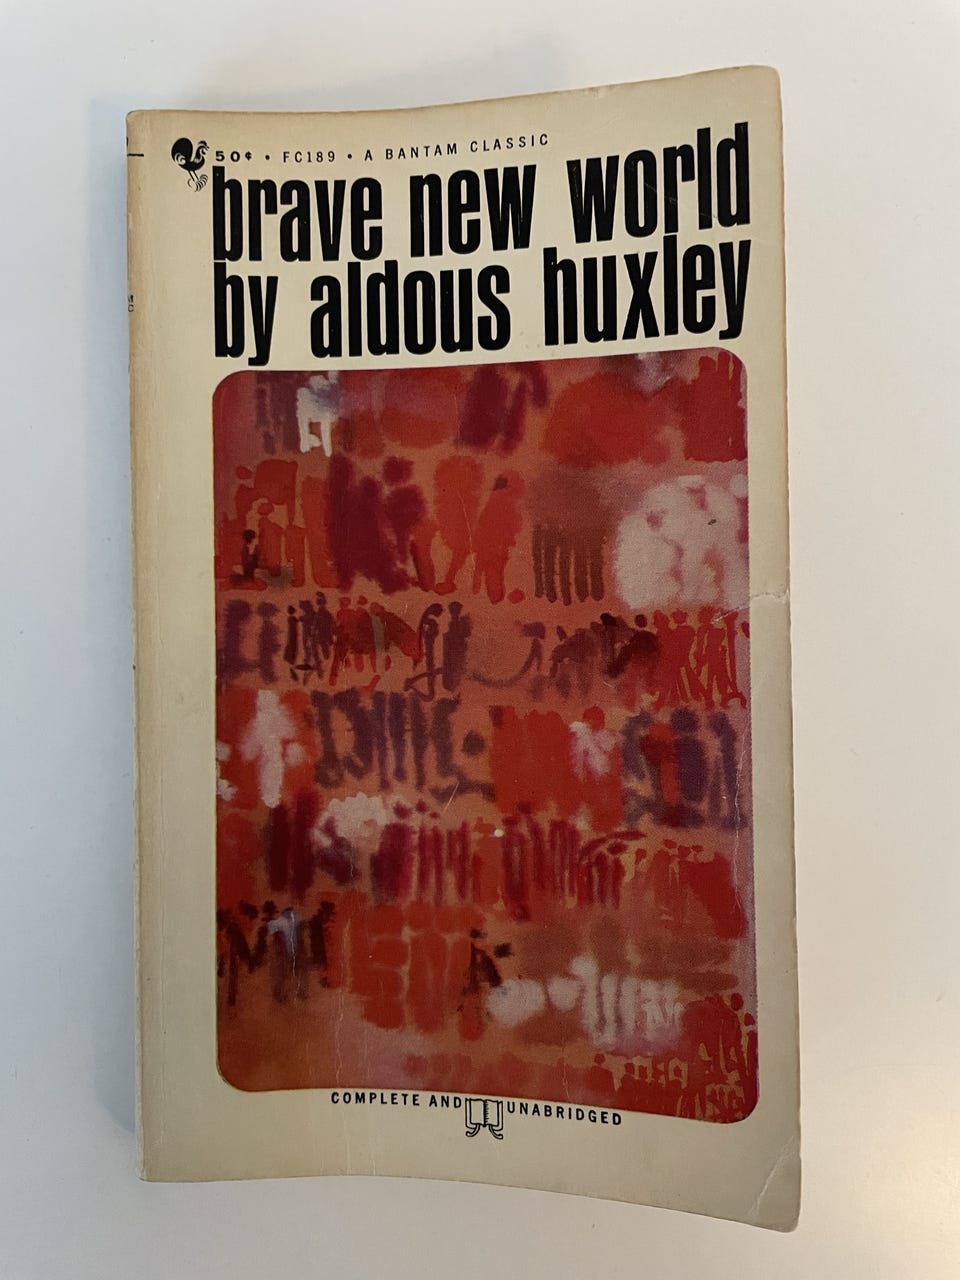 50¢ • FC189 • A BANTAM CLASSIC
brave new world
by aldous huxley
COMPLETE AND UNABRIDGED